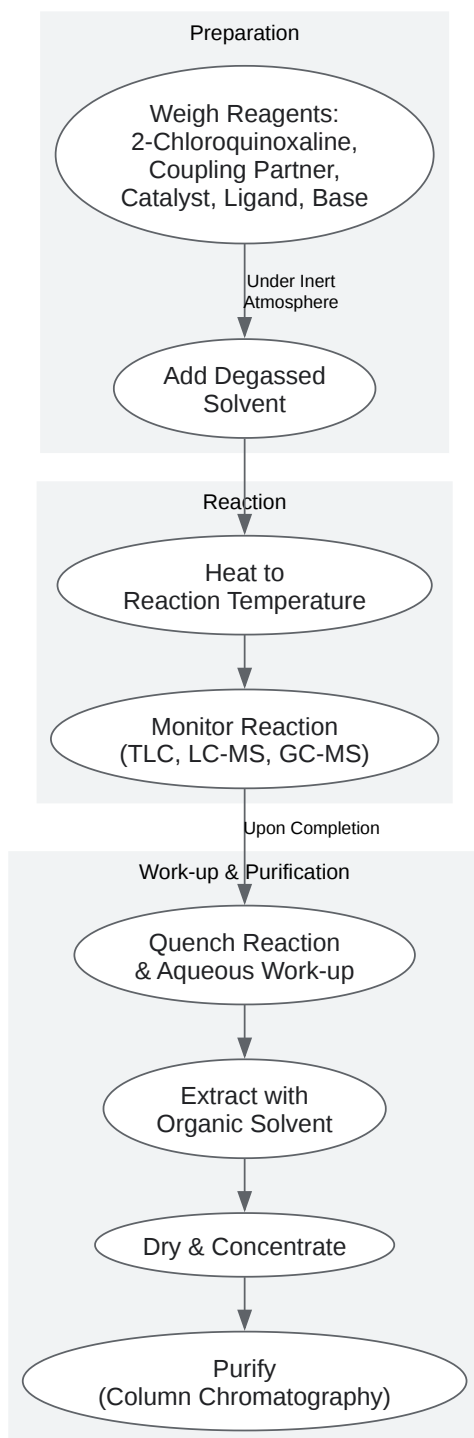 Preparation
Weigh Reagents:
2-Chloroquinoxaline,
Coupling Partner,
Catalyst, Ligand, Base
Under Inert
Atmosphere
Add Degassed
Solvent
Reaction
Heat to
Reaction Temperature
Monitor Reaction
(TLC, LC-MS, GC-MS)
Upon Completion
Work-up & Purification
Quench Reaction
& Aqueous Work-up
Extract with
Organic Solvent
Dry & Concentrate
Purify
(Column Chromatography)